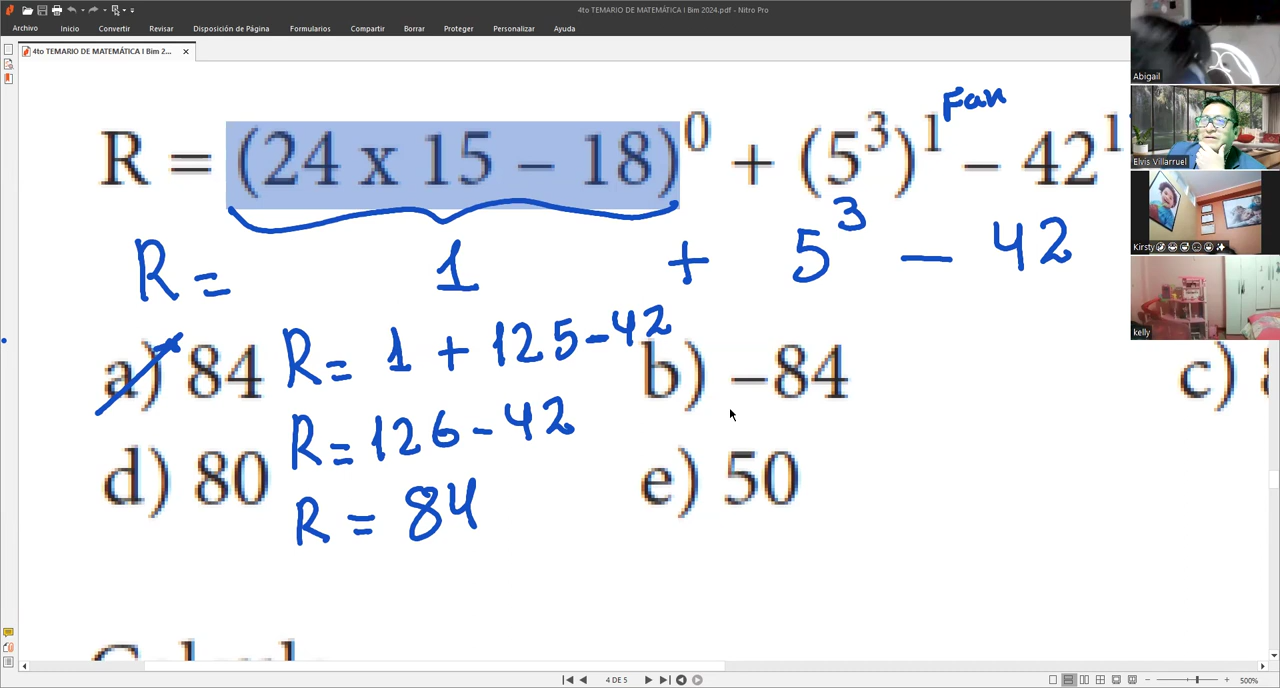 4to TEMARIO DE MATEMÁTICA I Bim 2024.pdf - Nitro Pro
Archivo Inicio Convertir Revisar Disposición de Página Formularios Compartir Borrar Proteger Personalizar Ayuda
4to TEMARIO DE MATEMÁTICA I Bim 2...
Abigail
Elvis Villarruel
Kirsty
kelly
Fan
R = (24 x 15 – 18)⁰ + (5³)¹ – 42¹
R = 1 + 5³ – 42
a) 84
R = 1 + 125 – 42
b) –84
c)
R = 126 – 42
d) 80
e) 50
R = 84
4 DE 5
500%